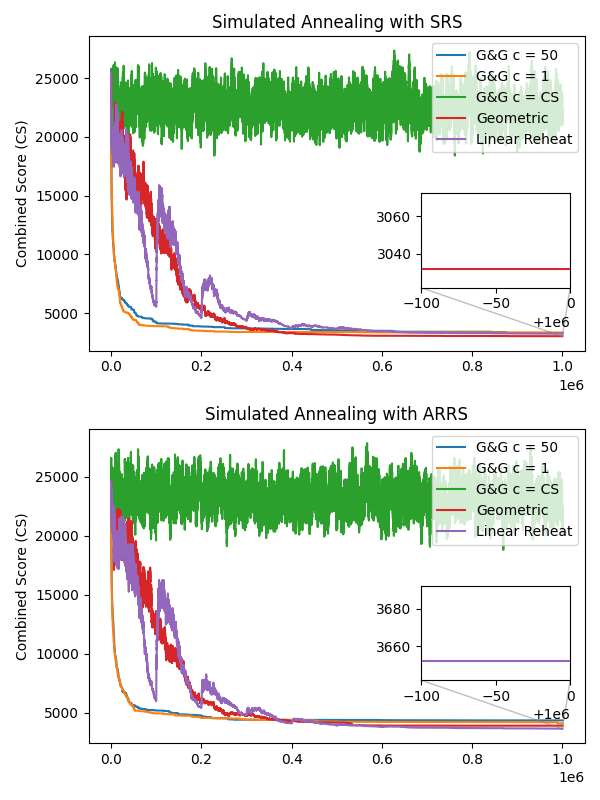 Simulated Annealing with SRS
Combined Score (CS)
25000
20000
15000
10000
5000
G&G c = 50
G&G c = 1
G&G c = CS
Geometric
Linear Reheat
3060
3040
−100
−50
0
+1e6
0.0
0.2
0.4
0.6
0.8
1.0
1e6
Simulated Annealing with ARRS
Combined Score (CS)
25000
20000
15000
10000
5000
G&G c = 50
G&G c = 1
G&G c = CS
Geometric
Linear Reheat
3680
3660
−100
−50
0
+1e6
0.0
0.2
0.4
0.6
0.8
1.0
1e6